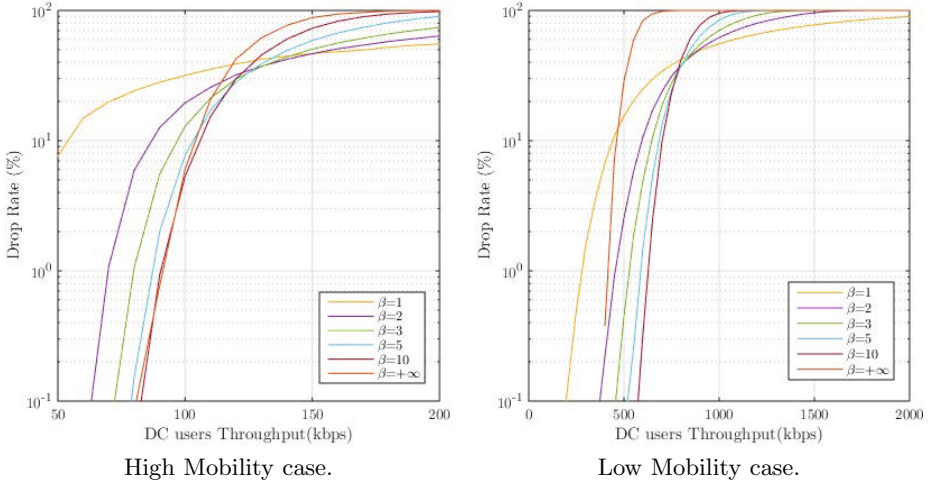 10^2
10^1
10^0
10^-1
Drop Rate (%)
50
100
150
200
DC users Throughput(kbps)
β=1
β=2
β=3
β=5
β=10
β=+∞
High Mobility case.
10^2
10^1
10^0
10^-1
Drop Rate (%)
0
500
1000
1500
2000
DC users Throughput(kbps)
β=1
β=2
β=3
β=5
β=10
β=+∞
Low Mobility case.